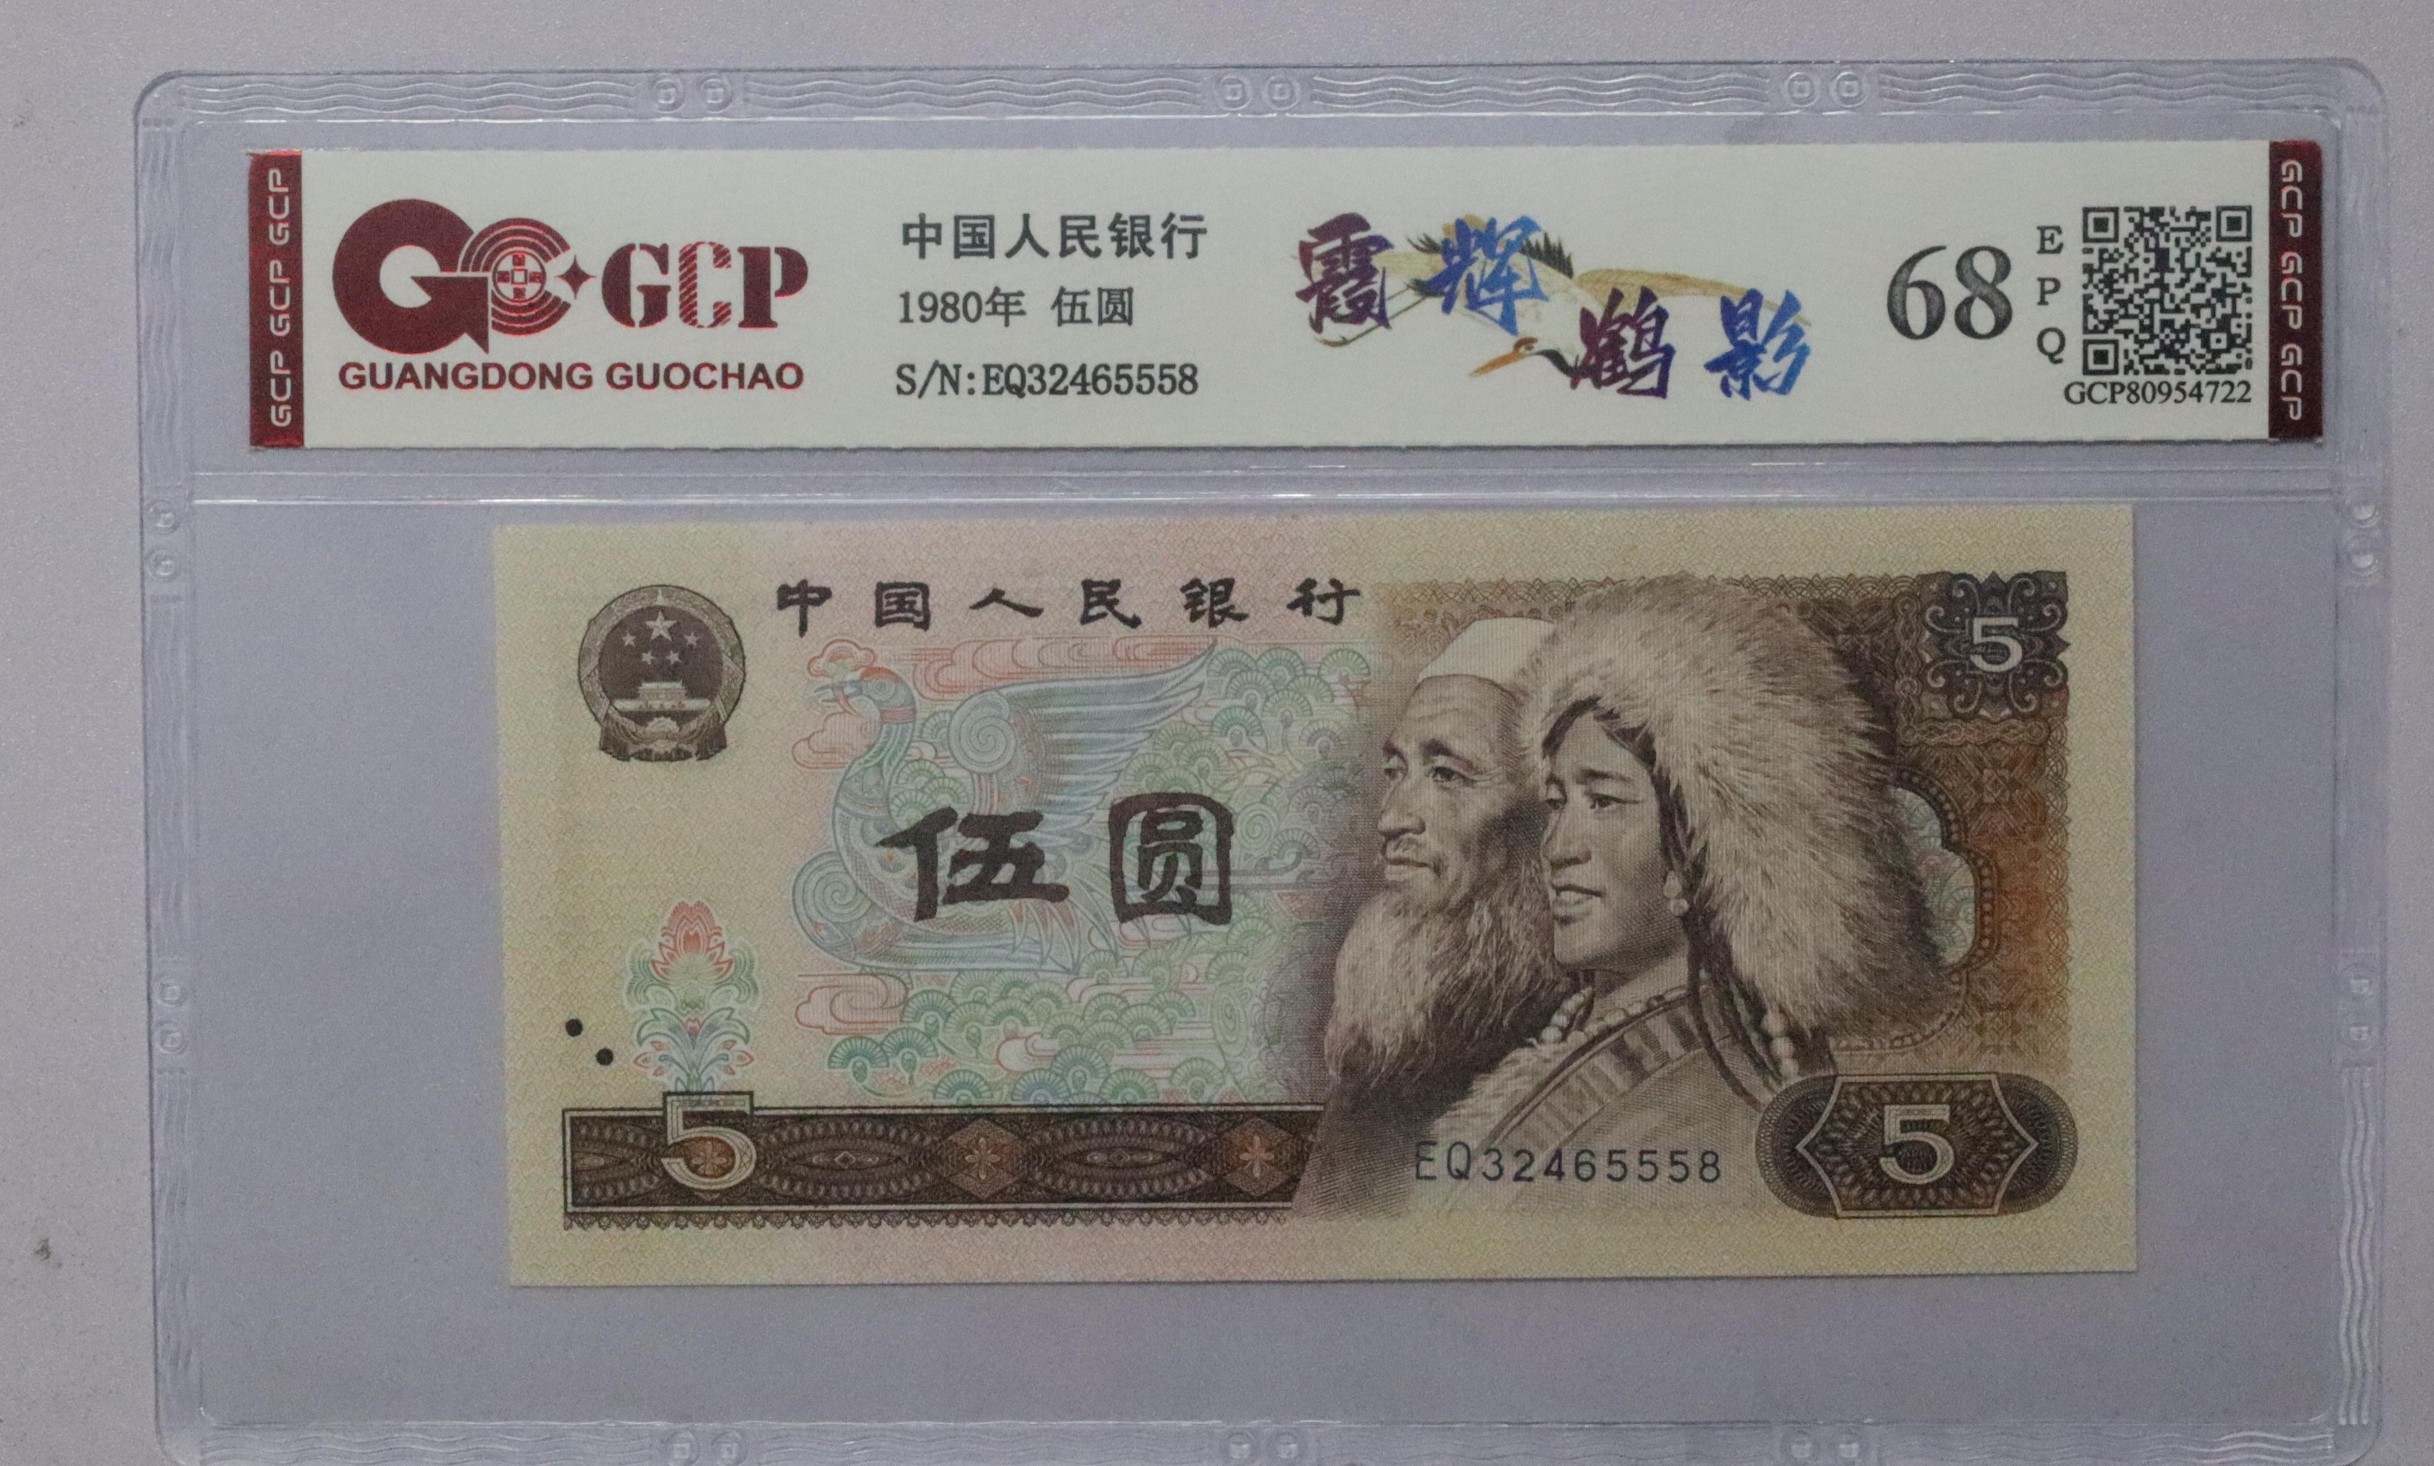 GCP GCP GCP
GCP
GUANGDONG GUOCHAO
中国人民银行
1980年 伍圆
S/N:EQ32465558
霞辉
鹤影
68
E
P
Q
GCP80954722
GCP GCP GCP
中国人民银行
5
伍圆
5
EQ32465558
5